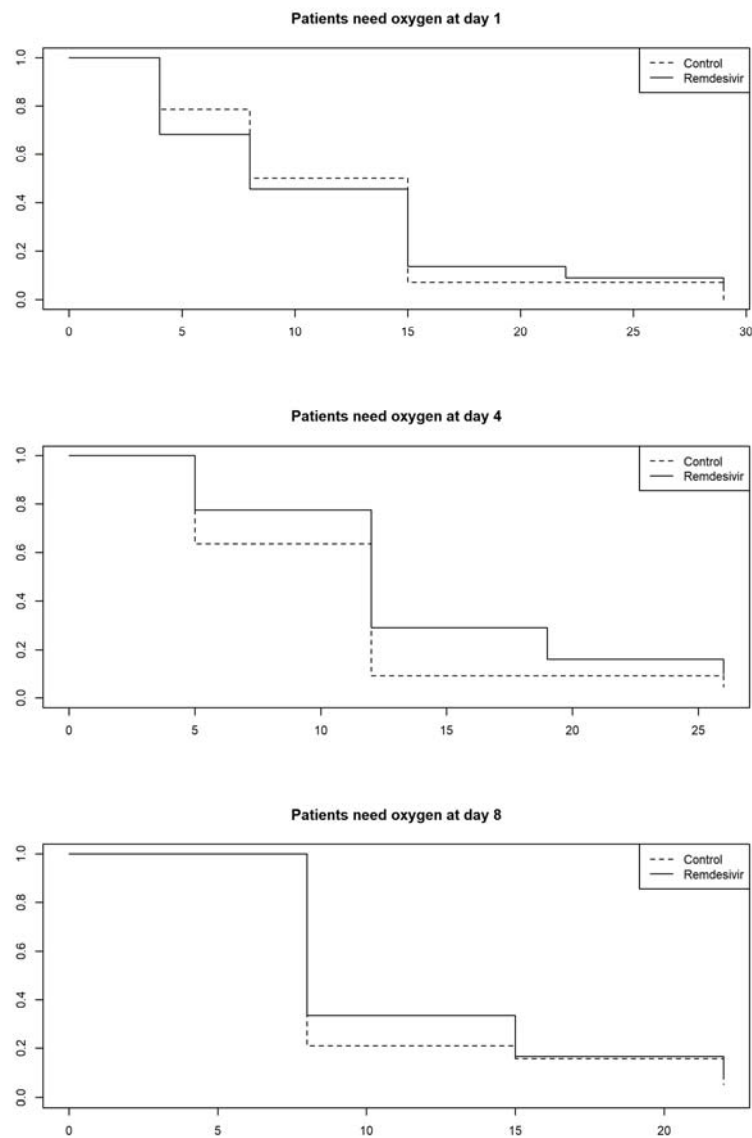 Patients need oxygen at day 1
Control
Remdesivir
1.0
0.8
0.6
0.4
0.2
0.0
0 5 10 15 20 25 30
Patients need oxygen at day 4
Control
Remdesivir
1.0
0.8
0.6
0.4
0.2
0.0
0 5 10 15 20 25
Patients need oxygen at day 8
Control
Remdesivir
1.0
0.8
0.6
0.4
0.2
0.0
0 5 10 15 20